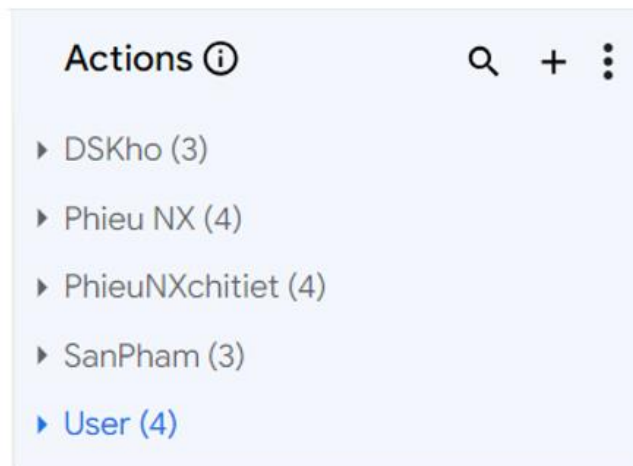 Actions
DSKho (3)
Phieu NX (4)
PhieuNXchitiet (4)
SanPham (3)
User (4)